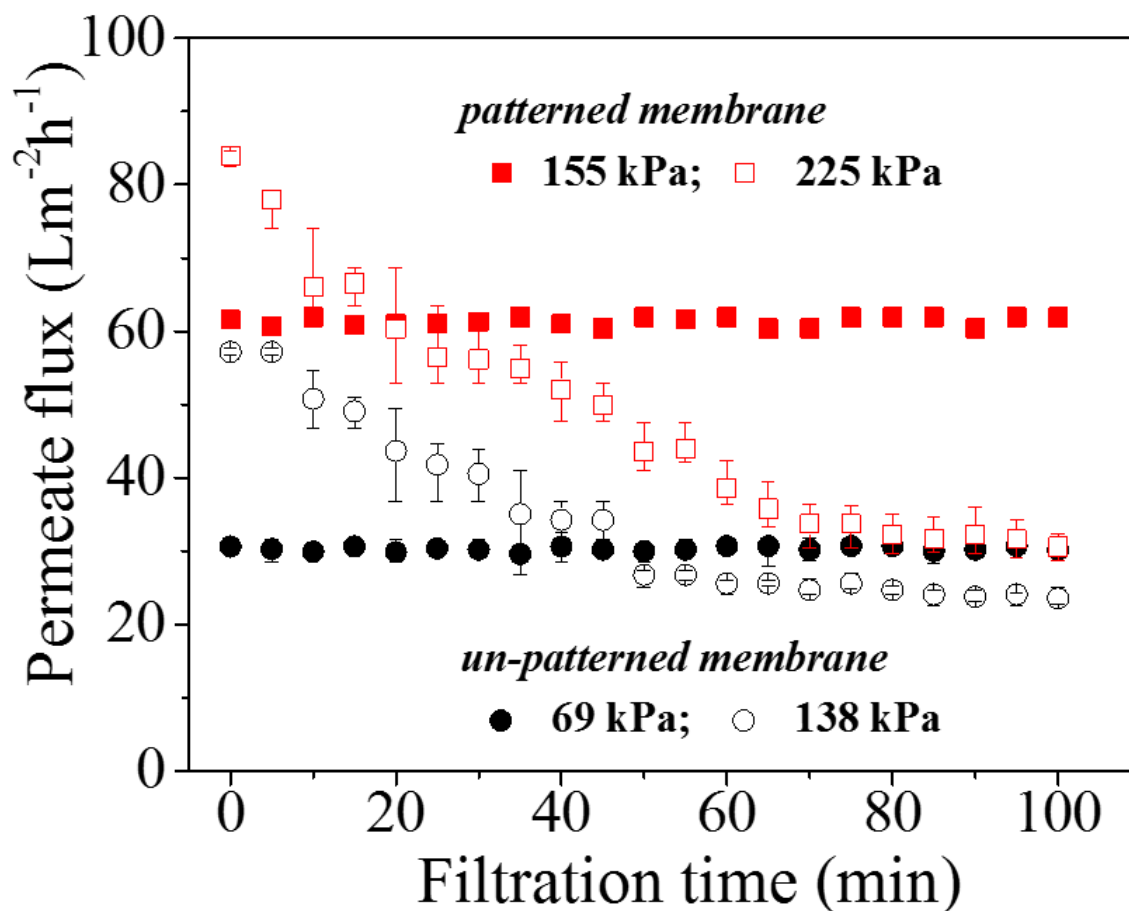 100
80
60
40
20
0
Permeate flux (Lm⁻²h⁻¹)
patterned membrane
155 kPa; 225 kPa
un-patterned membrane
69 kPa; 138 kPa
0 20 40 60 80 100
Filtration time (min)